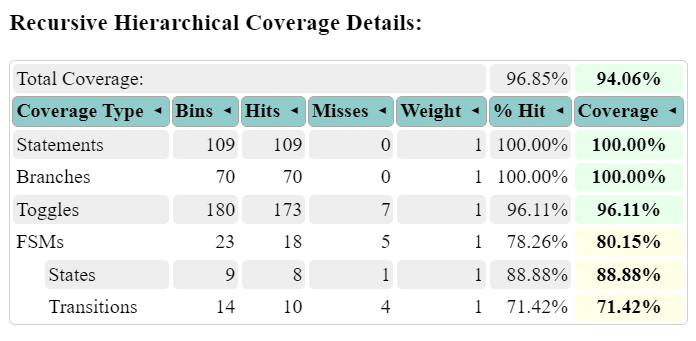 Recursive Hierarchical Coverage Details:
Total Coverage: 96.85% 94.06%
Coverage Type ◄ Bins ◄ Hits ◄ Misses ◄ Weight ◄ % Hit ◄ Coverage ◄
Statements 109 109 0 1 100.00% 100.00%
Branches 70 70 0 1 100.00% 100.00%
Toggles 180 173 7 1 96.11% 96.11%
FSMs 23 18 5 1 78.26% 80.15%
States 9 8 1 1 88.88% 88.88%
Transitions 14 10 4 1 71.42% 71.42%